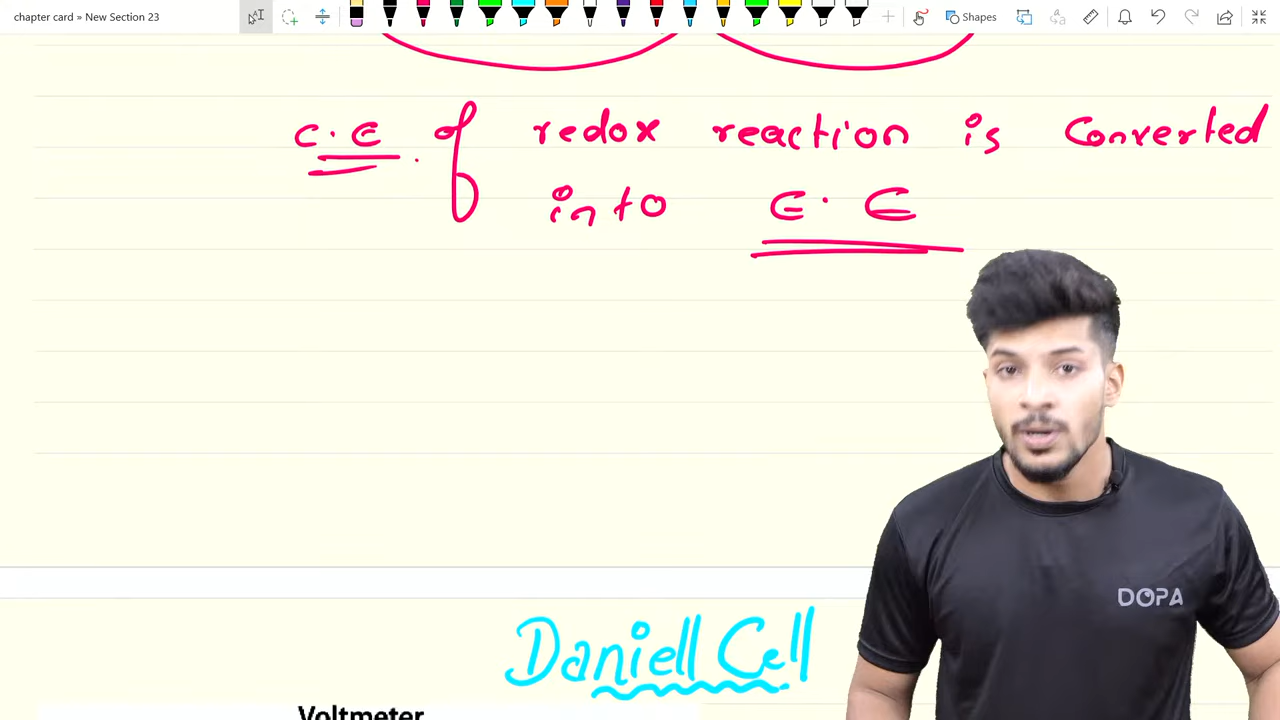 chapter card » New Section 23
Shapes
C.E of redox reaction is Converted
into E.E
DOPA
Daniell Cell
Voltmeter